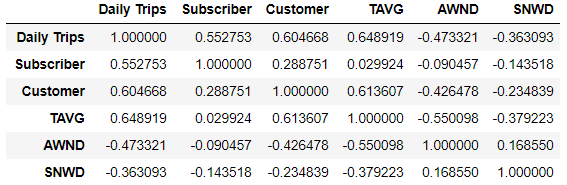 Daily Trips Subscriber Customer TAVG AWND SNWD
Daily Trips 1.000000 0.552753 0.604668 0.648919 -0.473321 -0.363093
Subscriber 0.552753 1.000000 0.288751 0.029924 -0.090457 -0.143518
Customer 0.604668 0.288751 1.000000 0.613607 -0.426478 -0.234839
TAVG 0.648919 0.029924 0.613607 1.000000 -0.550098 -0.379223
AWND -0.473321 -0.090457 -0.426478 -0.550098 1.000000 0.168550
SNWD -0.363093 -0.143518 -0.234839 -0.379223 0.168550 1.000000